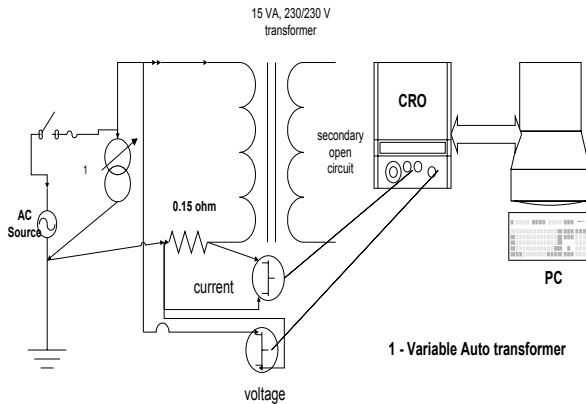 15 VA, 230/230 V
transformer
CRO
secondary
open
circuit
1
AC
Source
0.15 ohm
current
PC
1 - Variable Auto transformer
voltage